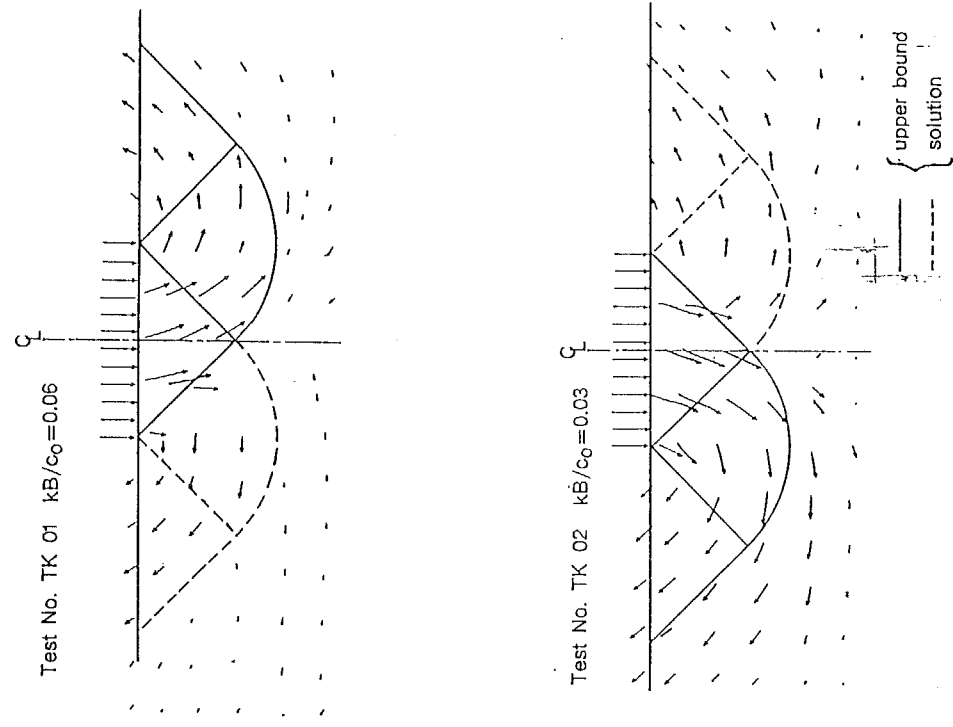 Test No. TK 01 kB/c₀=0.06
℄
Test No. TK 02 kB/c₀=0.03
℄
upper bound
solution